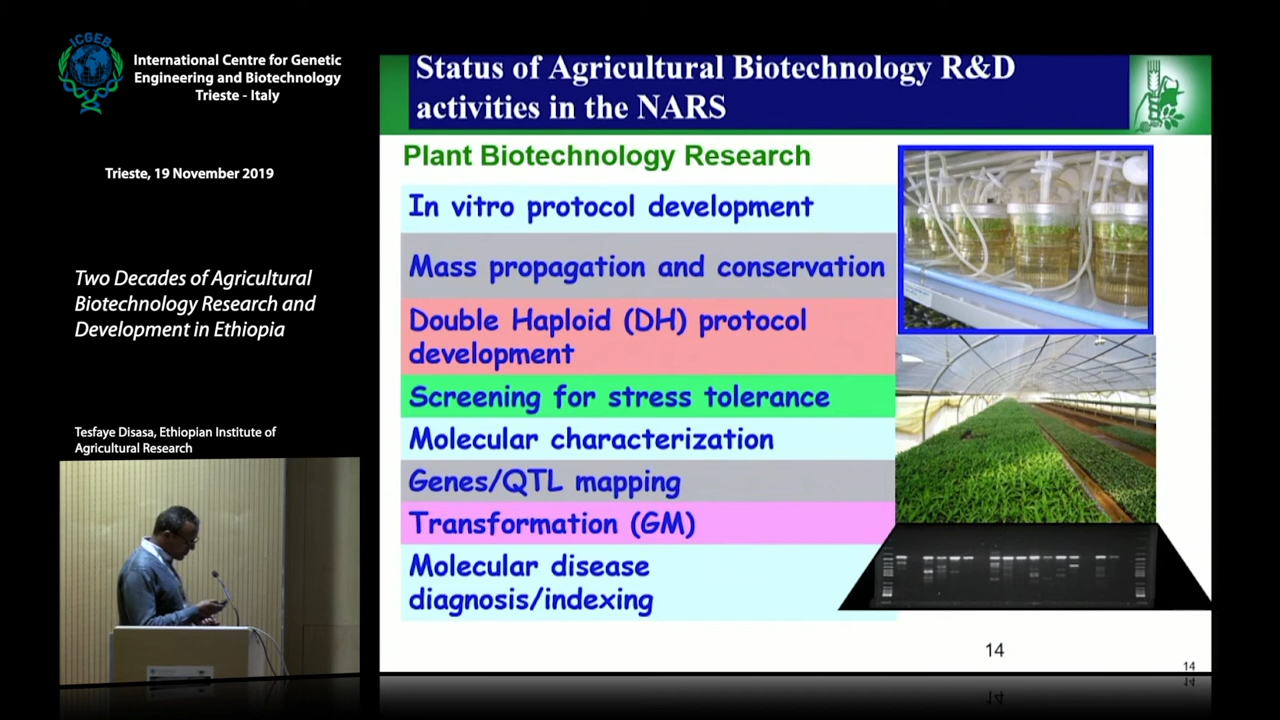 ICGEB
International Centre for Genetic
Engineering and Biotechnology
Trieste - Italy
Trieste, 19 November 2019
Two Decades of Agricultural
Biotechnology Research and
Development in Ethiopia
Tesfaye Disasa, Ethiopian Institute of
Agricultural Research
Status of Agricultural Biotechnology R&D
activities in the NARS
Plant Biotechnology Research
In vitro protocol development
Mass propagation and conservation
Double Haploid (DH) protocol
development
Screening for stress tolerance
Molecular characterization
Genes/QTL mapping
Transformation (GM)
Molecular disease
diagnosis/indexing
14
14